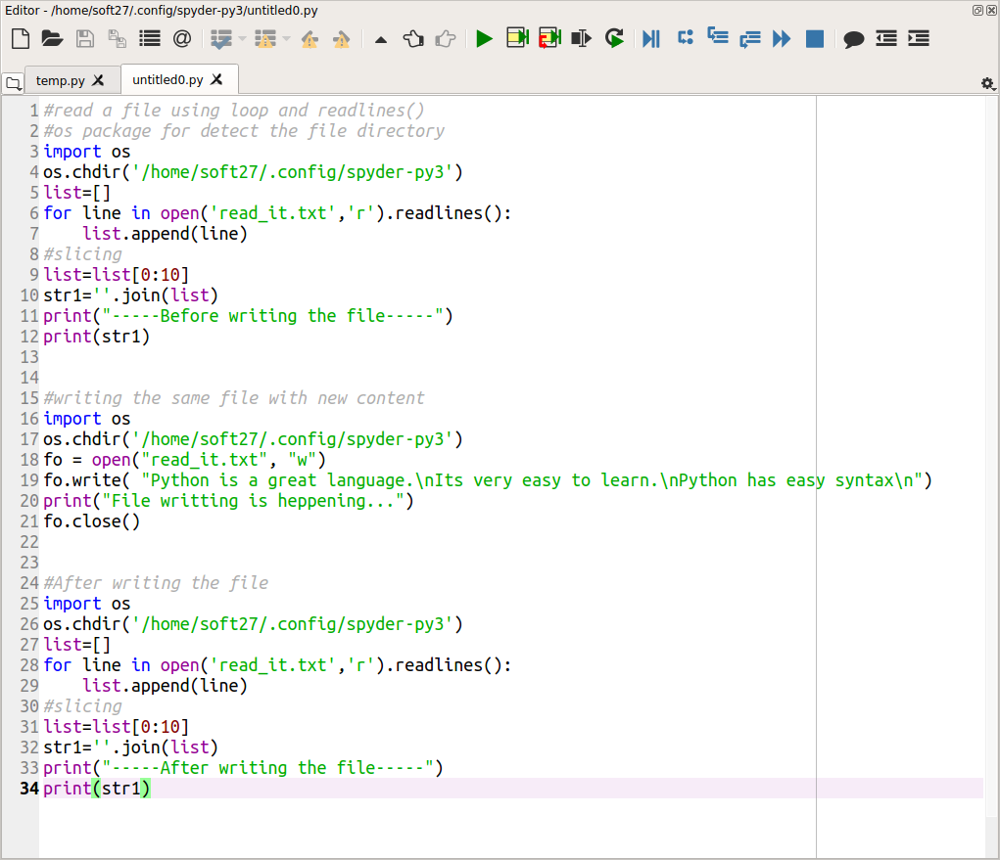 Editor - /home/soft27/.config/spyder-py3/untitled0.py
temp.py
untitled0.py
1 #read a file using loop and readlines()
2 #os package for detect the file directory
3 import os
4 os.chdir('/home/soft27/.config/spyder-py3')
5 list=[]
6 for line in open('read_it.txt','r').readlines():
7     list.append(line)
8 #slicing
9 list=list[0:10]
10 str1=''.join(list)
11 print("-----Before writing the file-----")
12 print(str1)
13
14
15 #writing the same file with new content
16 import os
17 os.chdir('/home/soft27/.config/spyder-py3')
18 fo = open("read_it.txt", "w")
19 fo.write( "Python is a great language.\nIts very easy to learn.\nPython has easy syntax\n")
20 print("File writting is heppening...")
21 fo.close()
22
23
24 #After writing the file
25 import os
26 os.chdir('/home/soft27/.config/spyder-py3')
27 list=[]
28 for line in open('read_it.txt','r').readlines():
29     list.append(line)
30 #slicing
31 list=list[0:10]
32 str1=''.join(list)
33 print("-----After writing the file-----")
34 print(str1)